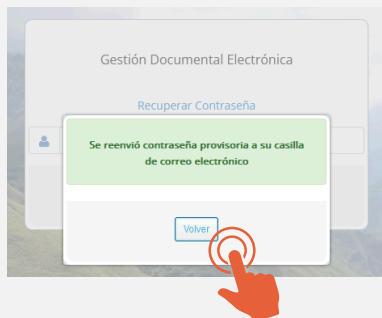 Gestión Documental Electrónica
Recuperar Contraseña
Se reenvió contraseña provisoria a su casilla
de correo electrónico
Volver